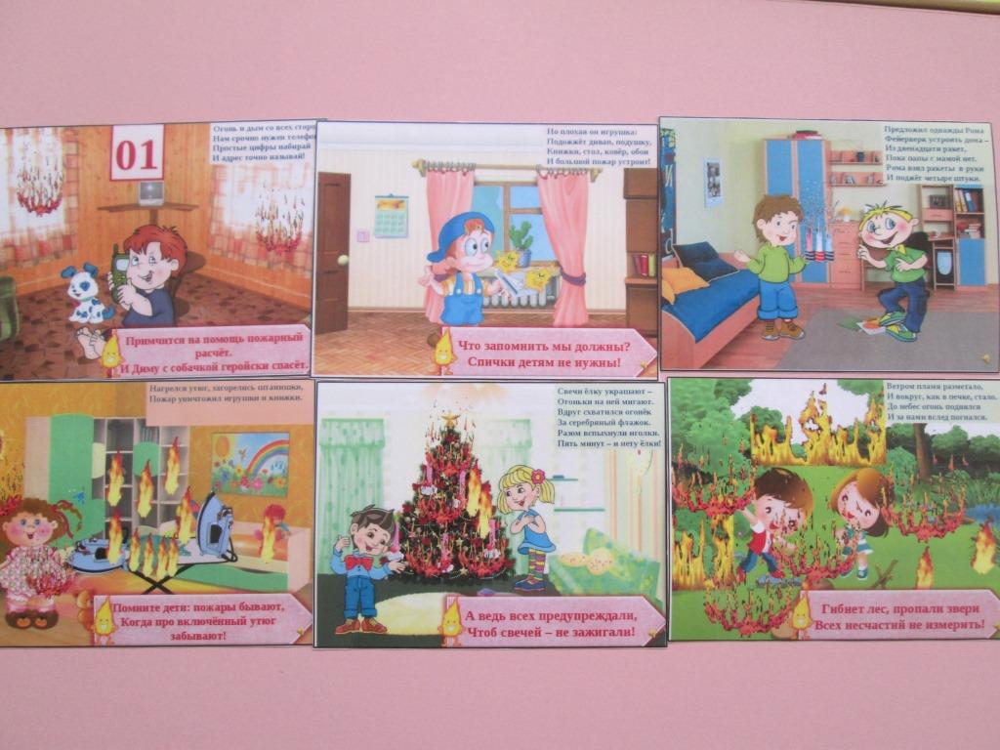 Огонь и дым со всех сторо
Нам срочно нужен телефо
Простые цифры набирай
И адрес точно называй!
01
Примчится на помощь пожарный
расчёт.
И Диму с собачкой геройски спасёт.
Но плохая он игрушка:
Подожжёт диван, подушку,
Книжки, стол, ковёр, обои
И большой пожар устроит!
Что запомнить мы должны?
Спички детям не нужны!
Предложил однажды Рома
Фейерверк устроить дома –
Из двенадцати ракет,
Пока папы с мамой нет.
Рома взял ракеты в руки
И поджёг четыре штуки.
Нагрелся утюг, загорелись штанишки,
Пожар уничтожил игрушки и книжки.
Помните дети: пожары бывают,
Когда про включённый утюг
забывают!
Свечи ёлку украшают –
Огоньки на ней мигают.
Вдруг схватился огонёк
За серебряный флажок.
Разом вспыхнули иголки.
Пять минут – и нету ёлки!
А ведь всех предупреждали,
Чтоб свечей – не зажигали!
Ветром пламя разметало,
И вокруг, как в печке, стало.
До небес огонь поднялся
И за нами вслед погнался.
Гибнет лес, пропали звери
Всех несчастий не измерить!